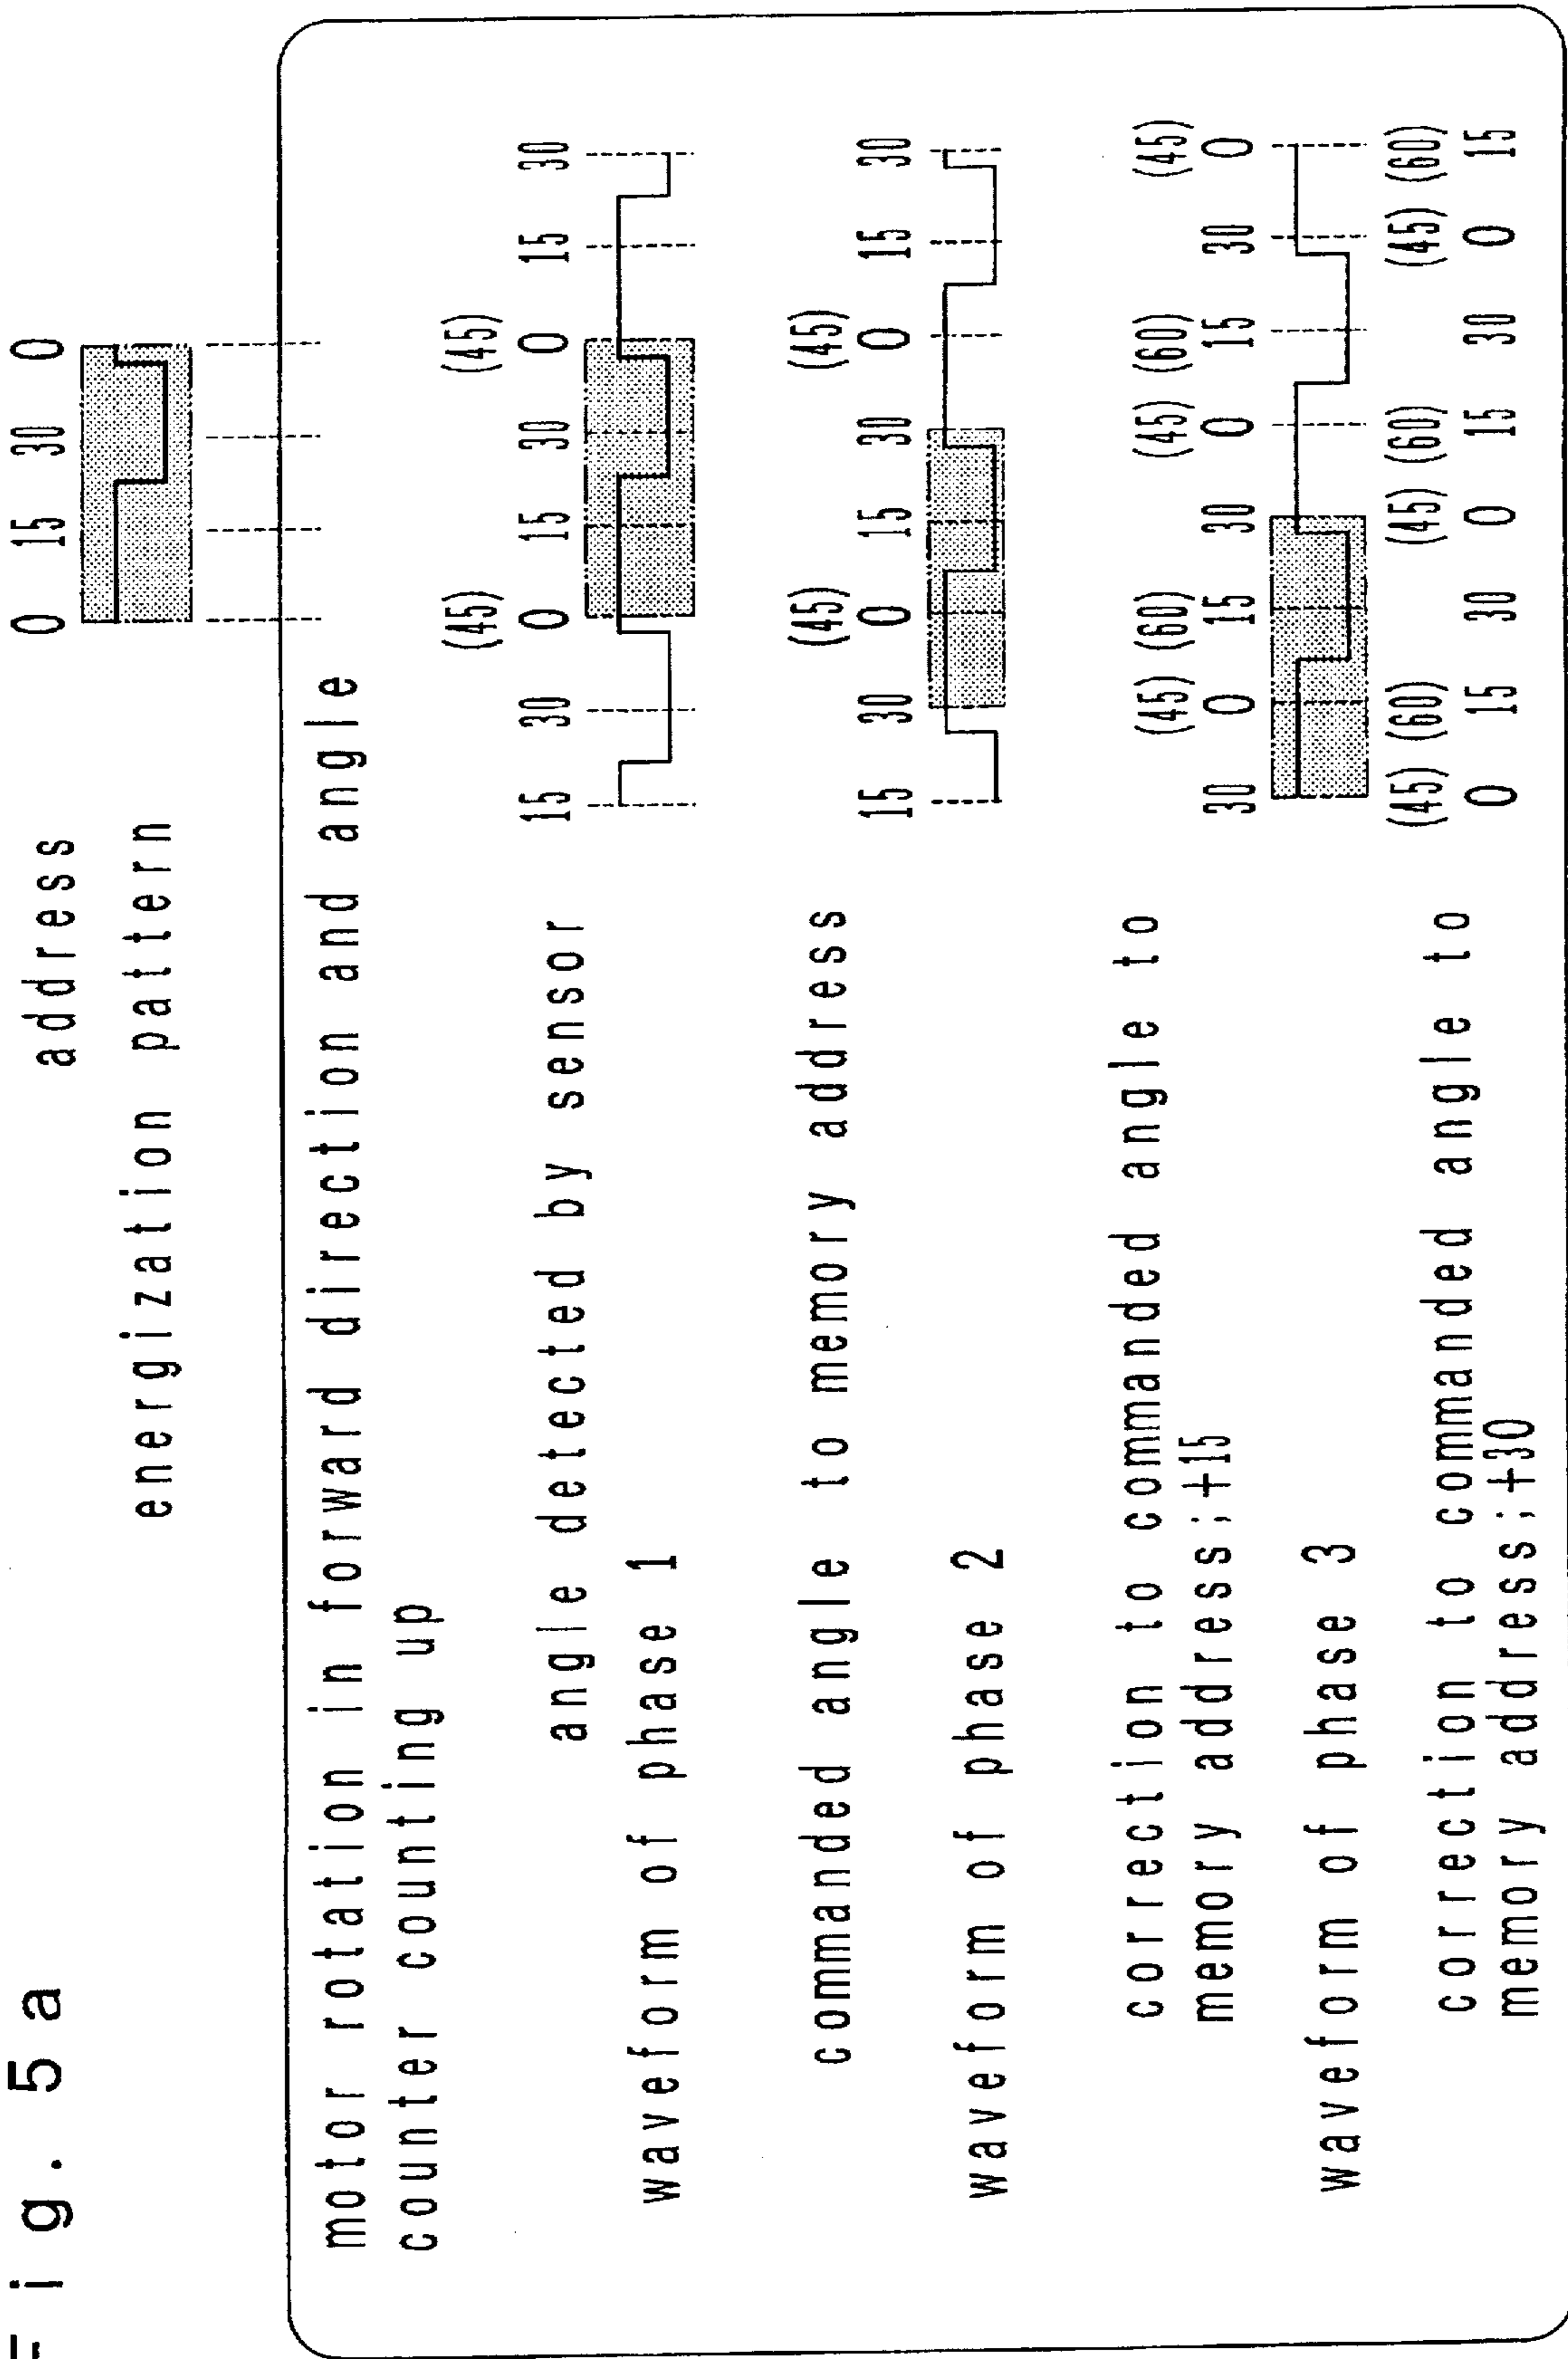 Fig. 5a
address 0 15 30 0
energization pattern
motor rotation in forward direction and angle
counter counting up
(45) (45)
angle detected by sensor 15 30 0 15 30 0 15 30
waveform of phase 1
(45) (45)
commanded angle to memory address 15 30 0 15 30 0 15 30
waveform of phase 2
correction to commanded angle to (45) (60) (45) (60) (45)
memory address;+15 30 0 15 30 0 15 30 0
waveform of phase 3
(45) (60) (45) (60) (45) (60)
correction to commanded angle to 0 15 30 0 15 30 0 15
memory address;+30